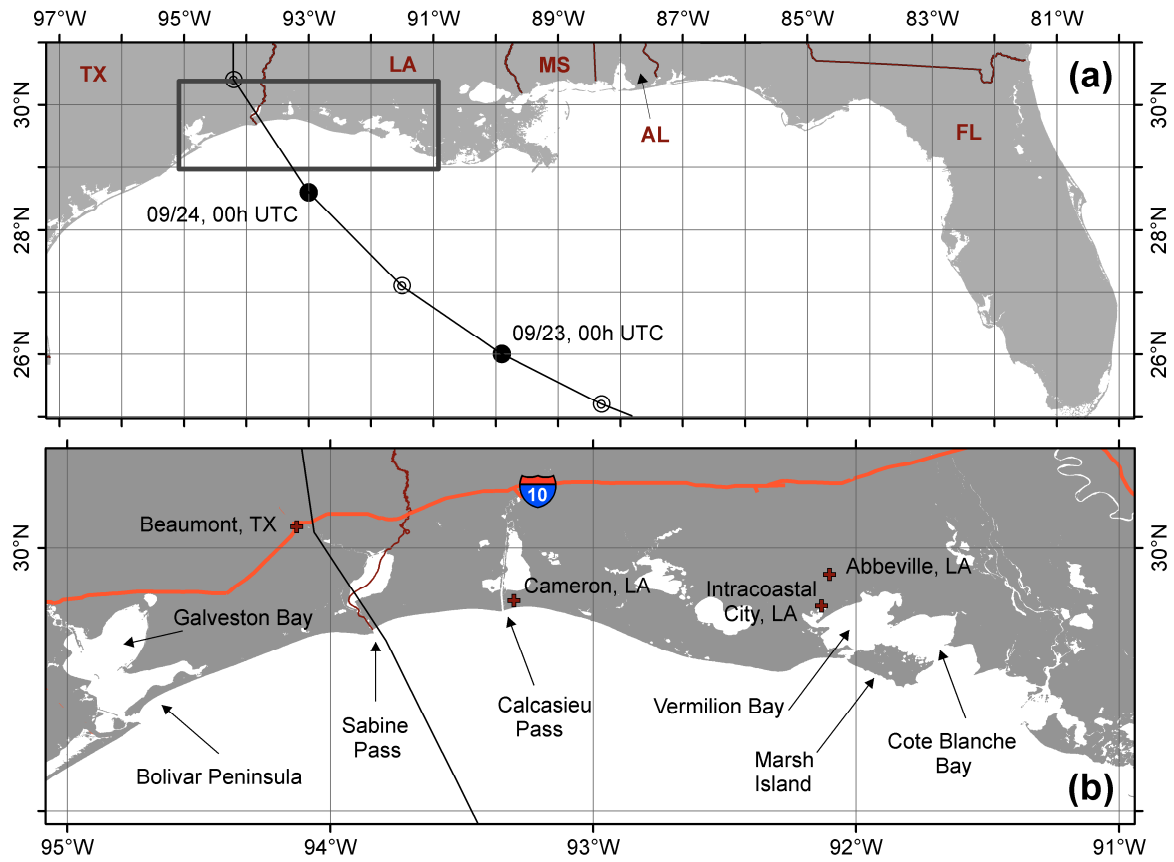 97°W 95°W 93°W 91°W 89°W 87°W 85°W 83°W 81°W
TX LA MS (a)
30°N 30°N
AL FL
09/24, 00h UTC
28°N 28°N
09/23, 00h UTC
26°N 26°N
10
Beaumont, TX
30°N 30°N
Abbeville, LA
Cameron, LA
Intracoastal
City, LA
Galveston Bay
Vermilion Bay
Calcasieu
Pass
Sabine
Pass
Cote Blanche
Bay
Marsh
Island
Bolivar Peninsula
(b)
95°W 94°W 93°W 92°W 91°W